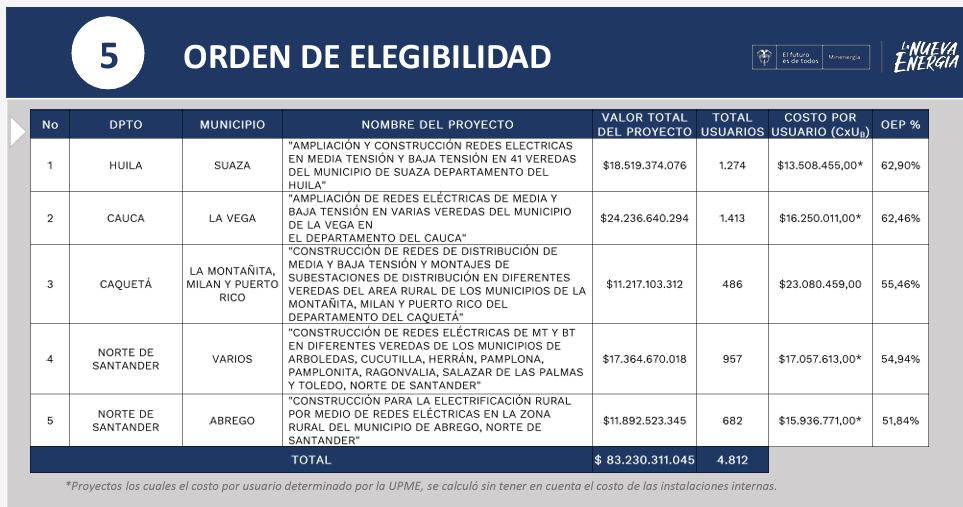 5
ORDEN DE ELEGIBILIDAD
El futuro
es de todos
Minenergía
LA NUEVA
ENERGÍA
No
DPTO
MUNICIPIO
NOMBRE DEL PROYECTO
VALOR TOTAL
DEL PROYECTO
TOTAL
USUARIOS
COSTO POR
USUARIO (CxU_B)
OEP %
1
HUILA
SUAZA
"AMPLIACIÓN Y CONSTRUCCIÓN REDES ELECTRICAS
EN MEDIA TENSIÓN Y BAJA TENSIÓN EN 41 VEREDAS
DEL MUNICIPIO DE SUAZA DEPARTAMENTO DEL
HUILA"
$18.519.374.076
1.274
$13.508.455,00*
62,90%
2
CAUCA
LA VEGA
"AMPLIACIÓN DE REDES ELÉCTRICAS DE MEDIA Y
BAJA TENSIÓN EN VARIAS VEREDAS DEL MUNICIPIO
DE LA VEGA EN
EL DEPARTAMENTO DEL CAUCA"
$24.236.640.294
1.413
$16.250.011,00*
62,46%
3
CAQUETÁ
LA MONTAÑITA,
MILAN Y PUERTO
RICO
"CONSTRUCCIÓN DE REDES DE DISTRIBUCIÓN DE
MEDIA Y BAJA TENSIÓN Y MONTAJES DE
SUBESTACIONES DE DISTRIBUCIÓN EN DIFERENTES
VEREDAS DEL AREA RURAL DE LOS MUNICIPIOS DE LA
MONTAÑITA, MILAN Y PUERTO RICO DEL
DEPARTAMENTO DEL CAQUETÁ"
$11.217.103.312
486
$23.080.459,00
55,46%
4
NORTE DE
SANTANDER
VARIOS
"CONSTRUCCIÓN DE REDES ELÉCTRICAS DE MT Y BT
EN DIFERENTES VEREDAS DE LOS MUNICIPIOS DE
ARBOLEDAS, CUCUTILLA, HERRÁN, PAMPLONA,
PAMPLONITA, RAGONVALIA, SALAZAR DE LAS PALMAS
Y TOLEDO, NORTE DE SANTANDER"
$17.364.670.018
957
$17.057.613,00*
54,94%
5
NORTE DE
SANTANDER
ABREGO
"CONSTRUCCIÓN PARA LA ELECTRIFICACIÓN RURAL
POR MEDIO DE REDES ELÉCTRICAS EN LA ZONA
RURAL DEL MUNICIPIO DE ABREGO, NORTE DE
SANTANDER"
$11.892.523.345
682
$15.936.771,00*
51,84%
TOTAL
$ 83.230.311.045
4.812
*Proyectos los cuales el costo por usuario determinado por la UPME, se calculó sin tener en cuenta el costo de las instalaciones internas.